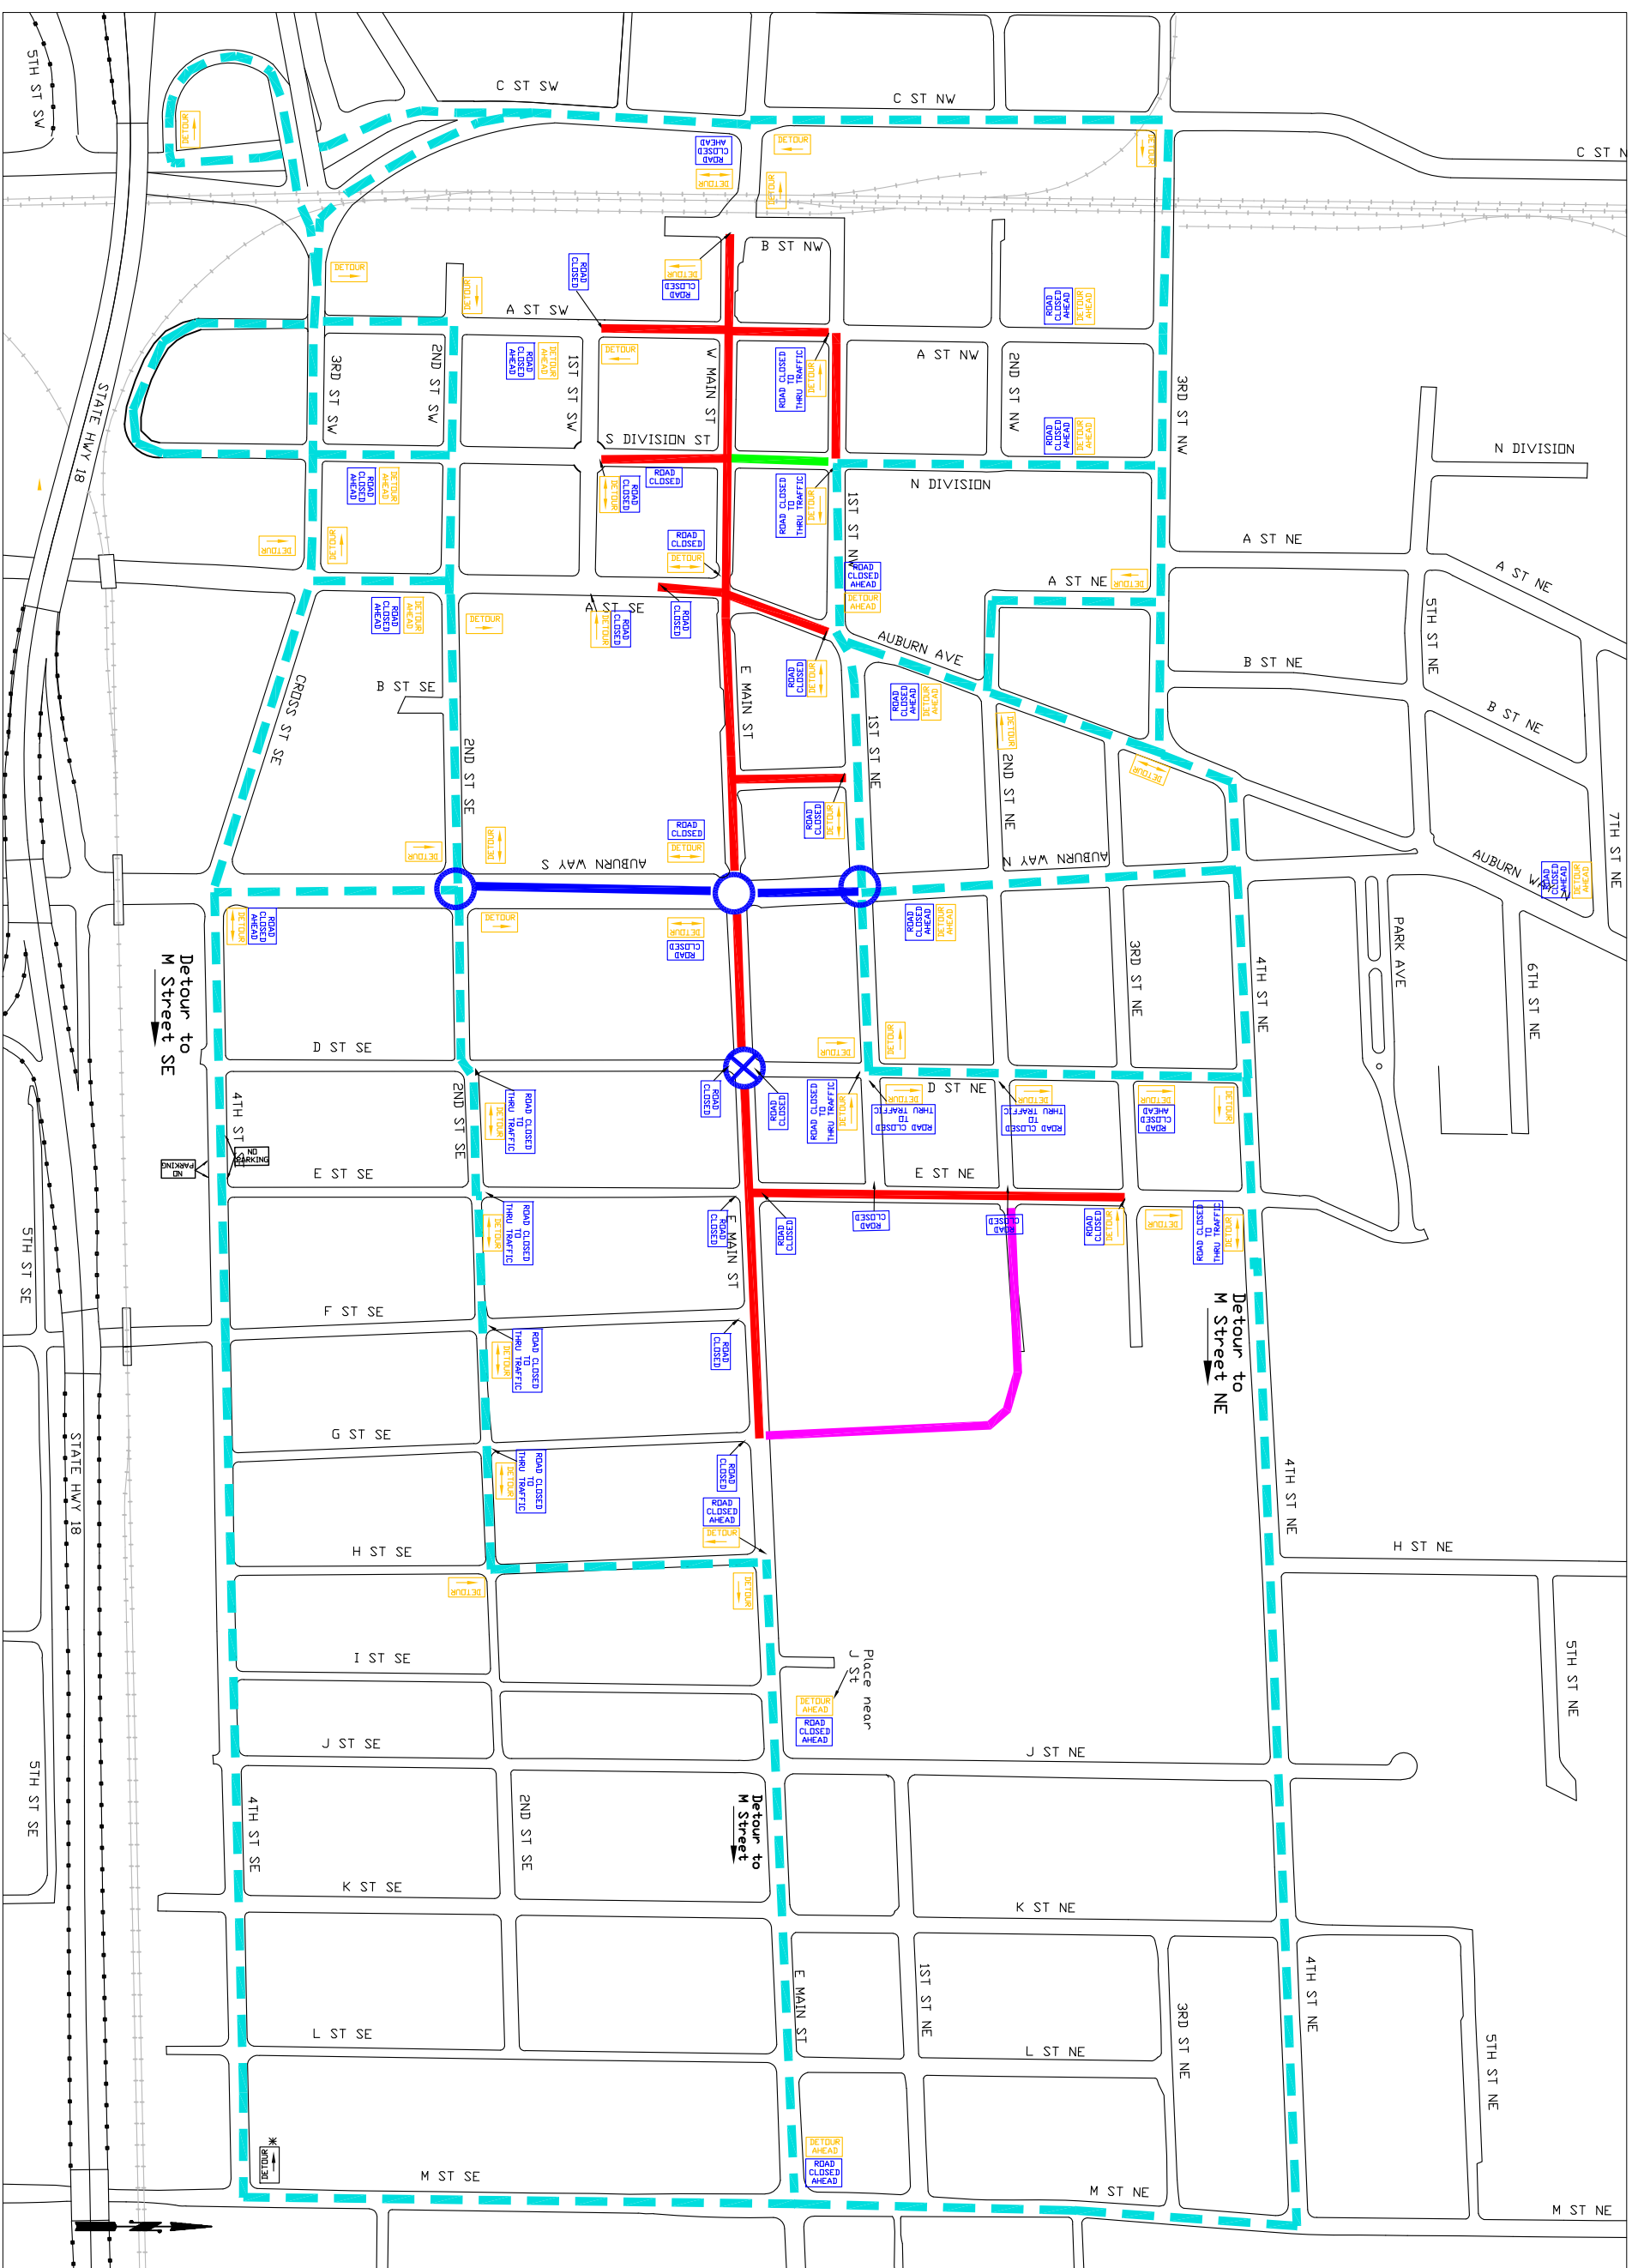 5TH ST SW
C ST SW
C ST NW
C ST N
DETOUR
ROAD
CLOSED
AHEAD
DETOUR
DETOUR
DETOUR
DETOUR
B ST NW
ROAD
CLOSED
DETOUR
ROAD
CLOSED
DETOUR
DETOUR
A ST SW
ROAD
CLOSED
AHEAD
DETOUR
AHEAD
3RD ST SW
2ND ST SW
ROAD
CLOSED
AHEAD
DETOUR
AHEAD
1ST ST SW
DETOUR
W MAIN ST
ROAD CLOSED
TO
THRU TRAFFIC
DETOUR
A ST NW
2ND ST NW
3RD ST NW
STATE HWY 18
S DIVISION ST
ROAD
CLOSED
AHEAD
DETOUR
AHEAD
N DIVISION
ROAD
CLOSED
AHEAD
DETOUR
AHEAD
DETOUR
ROAD
CLOSED
ROAD
CLOSED
ROAD CLOSED
TO
THRU TRAFFIC
DETOUR
1ST ST NW
N DIVISION
DETOUR
DETOUR
ROAD
CLOSED
DETOUR
A ST NE
A ST NE
ROAD
CLOSED
AHEAD
DETOUR
AHEAD
A ST NE
DETOUR
ROAD
CLOSED
AHEAD
DETOUR
AHEAD
DETOUR
A ST SE
DETOUR
ROAD
CLOSED
ROAD
CLOSED
AUBURN AVE
5TH ST NE
CROSS ST SE
B ST SE
E MAIN ST
ROAD
CLOSED
DETOUR
ROAD
CLOSED
AHEAD
DETOUR
AHEAD
B ST NE
B ST NE
2ND ST SE
1ST ST NE
DETOUR
2ND ST NE
DETOUR
DETOUR
DETOUR
ROAD
CLOSED
DETOUR
ROAD
CLOSED
DETOUR
7TH ST NE
AUBURN WAY S
AUBURN WAY N
AUBURN WAY
ROAD
CLOSED
AHEAD
DETOUR
AHEAD
DETOUR
ROAD
CLOSED
AHEAD
DETOUR
DETOUR
ROAD
CLOSED
ROAD
CLOSED
AHEAD
DETOUR
AHEAD
3RD ST NE
4TH ST NE
PARK AVE
6TH ST NE
Detour to
M Street SE
D ST SE
DETOUR
DETOUR
D ST NE
2ND ST SE
4TH ST
NO
PARKING
NO
PARKING
DETOUR
ROAD CLOSED
TO
THRU TRAFFIC
ROAD
CLOSED
ROAD
CLOSED
ROAD CLOSED
TO
THRU TRAFFIC
DETOUR
DETOUR
ROAD CLOSED
TO
THRU TRAFFIC
DETOUR
ROAD CLOSED
TO
THRU TRAFFIC
DETOUR
ROAD
CLOSED
AHEAD
DETOUR
E ST SE
E ST NE
5TH ST SE
DETOUR
ROAD CLOSED
TO
THRU TRAFFIC
ROAD
CLOSED
E MAIN ST
ROAD
CLOSED
ROAD
CLOSED
ROAD
CLOSED
ROAD
CLOSED
DETOUR
DETOUR
ROAD CLOSED
TO
THRU TRAFFIC
DETOUR
F ST SE
DETOUR
ROAD CLOSED
TO
THRU TRAFFIC
ROAD
CLOSED
Detour to
M Street NE
G ST SE
STATE HWY 18
DETOUR
ROAD CLOSED
TO
THRU TRAFFIC
ROAD
CLOSED
ROAD
CLOSED
AHEAD
DETOUR
4TH ST NE
H ST SE
H ST NE
DETOUR
DETOUR
I ST SE
Place near
J St
DETOUR
AHEAD
ROAD
CLOSED
AHEAD
5TH ST NE
J ST SE
J ST NE
5TH ST SE
4TH ST SE
2ND ST SE
Detour to
M Street
K ST SE
K ST NE
E MAIN ST
1ST ST NE
3RD ST NE
4TH ST NE
L ST SE
L ST NE
5TH ST NE
*
DETOUR
DETOUR
AHEAD
ROAD
CLOSED
AHEAD
M ST SE
M ST NE
M ST NE